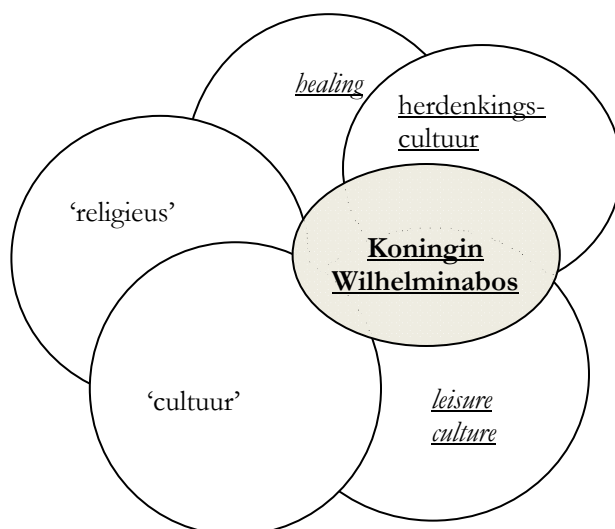 healing
herdenkings-
cultuur
‘religieus’
Koningin
Wilhelminabos
‘cultuur’
leisure
culture